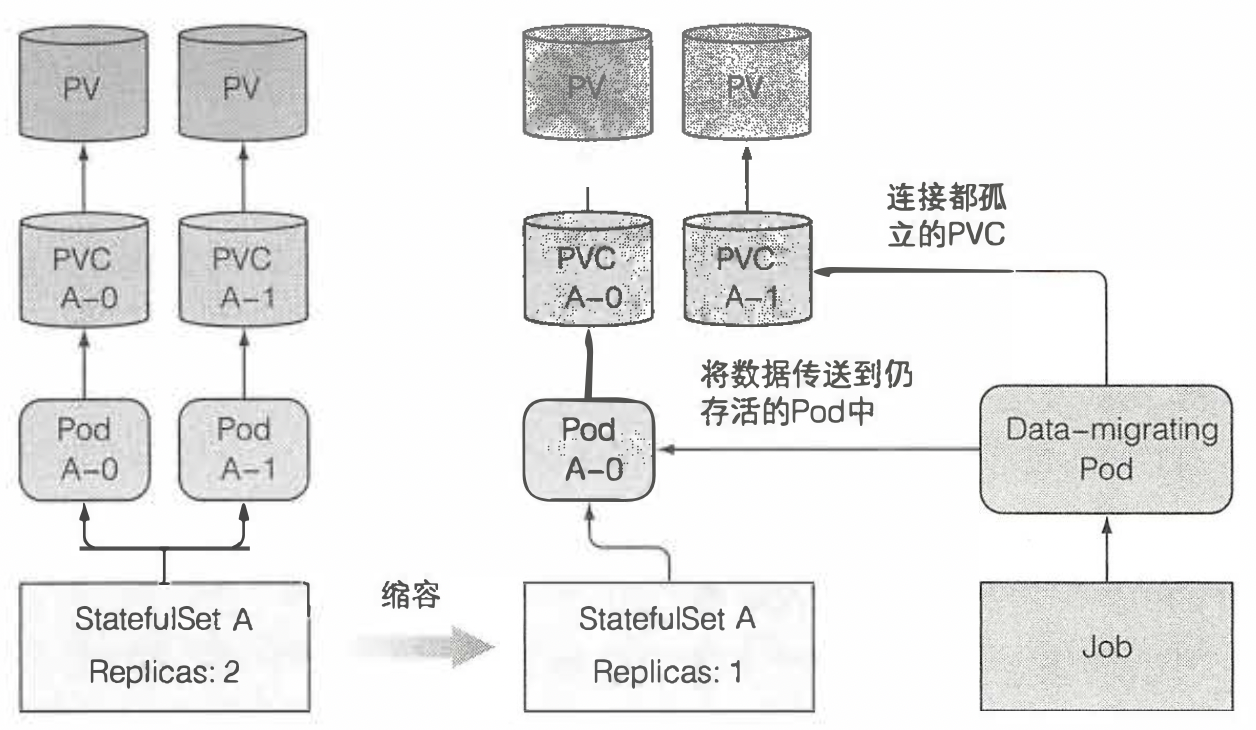 PV
PV
PVC
A-0
PVC
A-1
Pod
A-0
Pod
A-1
StatefulSet A
Replicas: 2
缩容
PV
PV
PVC
A-0
PVC
A-1
连接都孤
立的PVC
将数据传送到仍
存活的Pod中
Pod
A-0
Data-migrating
Pod
StatefulSet A
Replicas: 1
Job